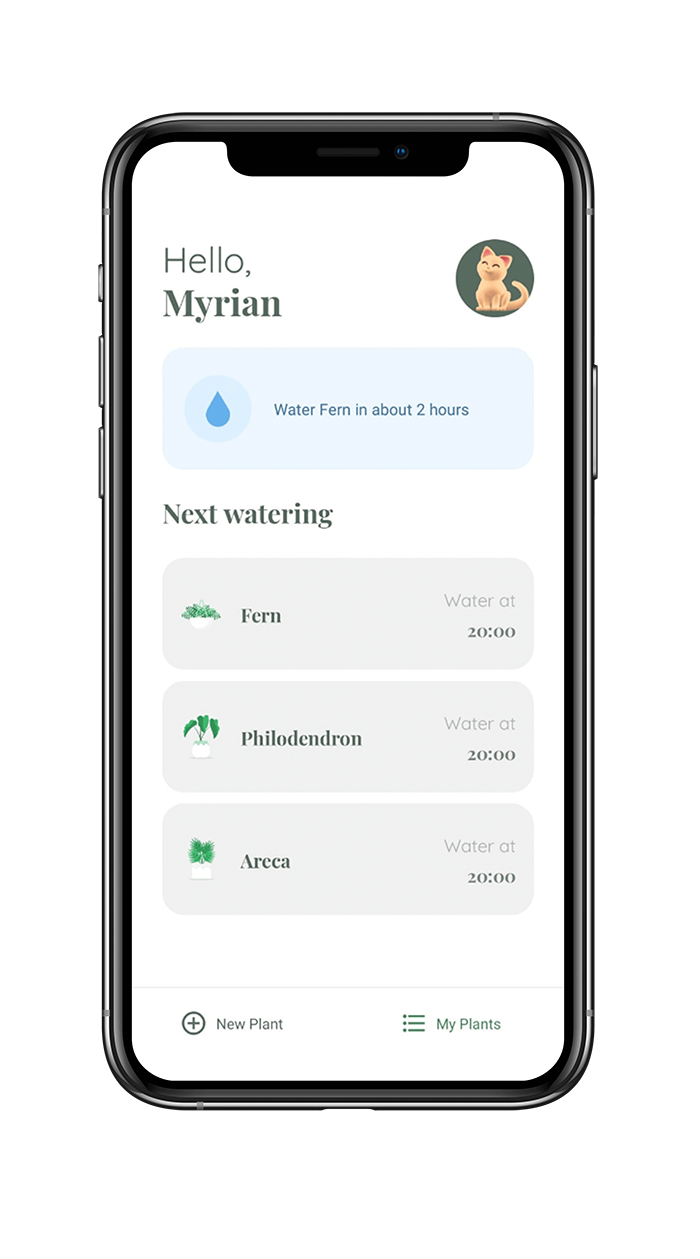 Hello,
Myrian
Water Fern in about 2 hours
Next watering
Fern
Water at
20:00
Philodendron
Water at
20:00
Areca
Water at
20:00
New Plant
My Plants